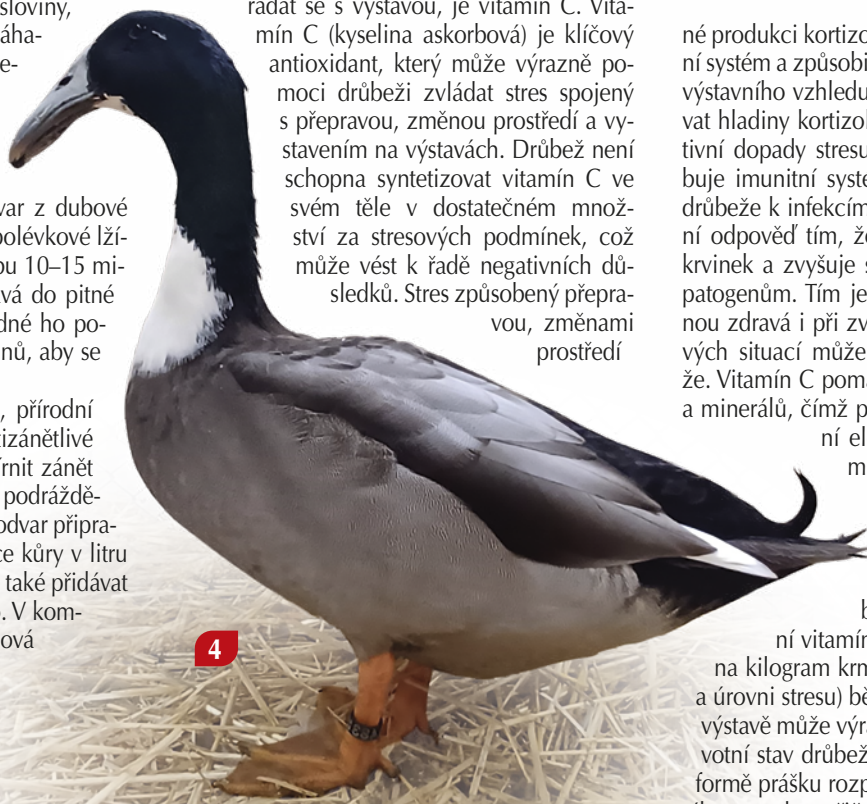 sloviny,
áha-
e-
var z dubové
polévkové lží-
bu 10–15 mi-
vá do pitné
dné ho po-
nů, aby se
, přírodní
tizánětlivé
írnit zánět
podráždě-
odvar připra-
ce kůry v litru
také přidávat
. V kom-
ová
řádat se s výstavou, je vitamín C. Vita-
mín C (kyselina askorbová) je klíčový
antioxidant, který může výrazně po-
moci drůbeži zvládat stres spojený
s přepravou, změnou prostředí a vy-
stavením na výstavách. Drůbež není
schopna syntetizovat vitamín C ve
svém těle v dostatečném množ-
ství za stresových podmínek, což
může vést k řadě negativních dů-
sledků. Stres způsobený přepra-
vou, změnami
prostředí
né produkci kortizo
ní systém a způsobi
výstavního vzhledu
vat hladiny kortizol
tivní dopady stresu
buje imunitní systé
drůbeže k infekcím
ní odpověď tím, že
krvinek a zvyšuje s
patogenům. Tím je
nou zdravá i při zv
vých situací může
že. Vitamín C pomá
a minerálů, čímž p
ní el
m
b
ní vitamín
na kilogram krm
a úrovni stresu) bě
výstavě může výra
votní stav drůbež
formě prášku rozp
4